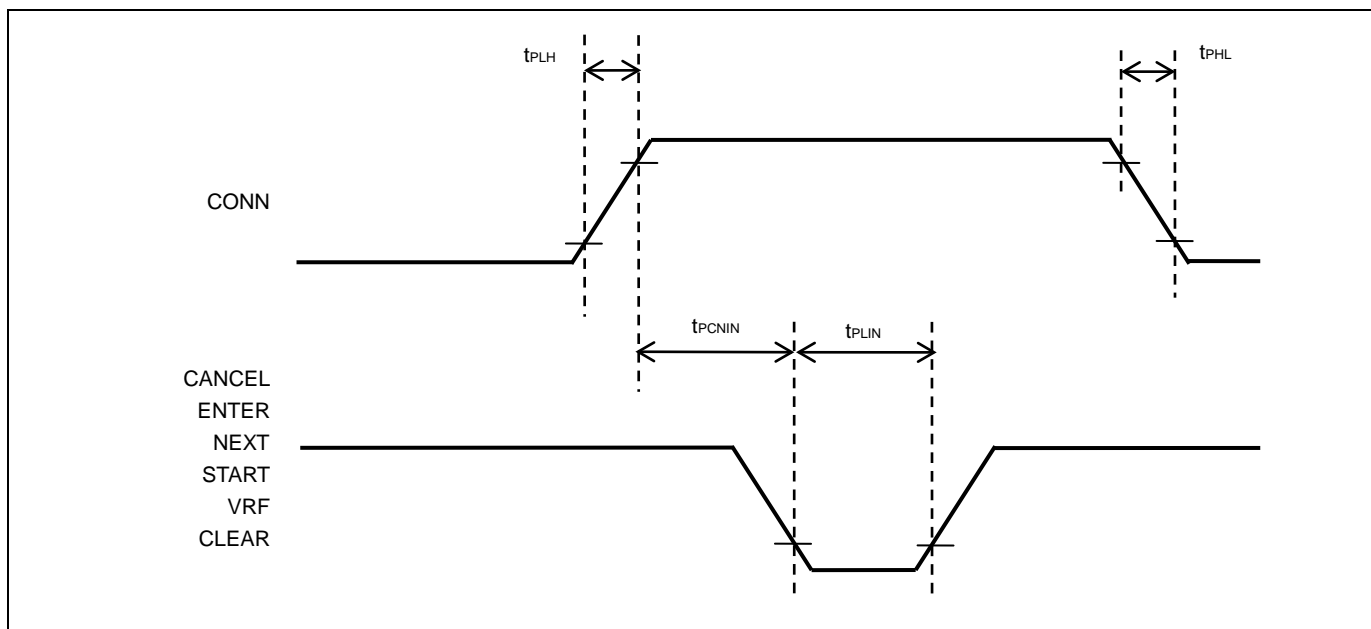 tPLH
tPHL
CONN
tPCNIN
tPLIN
CANCEL
ENTER
NEXT
START
VRF
CLEAR